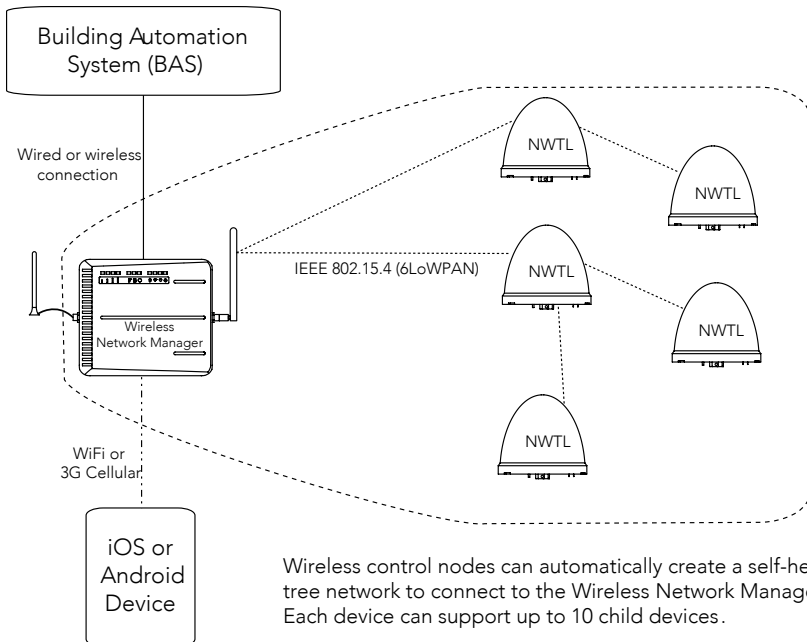 Building Automation
System (BAS)
Wired or wireless
connection
NWTL
NWTL
IEEE 802.15.4 (6LoWPAN)
NWTL
NWTL
Wireless
Network Manager
NWTL
WiFi or
3G Cellular
iOS or
Android
Device
Wireless control nodes can automatically create a self-he
tree network to connect to the Wireless Network Manage
Each device can support up to 10 child devices.